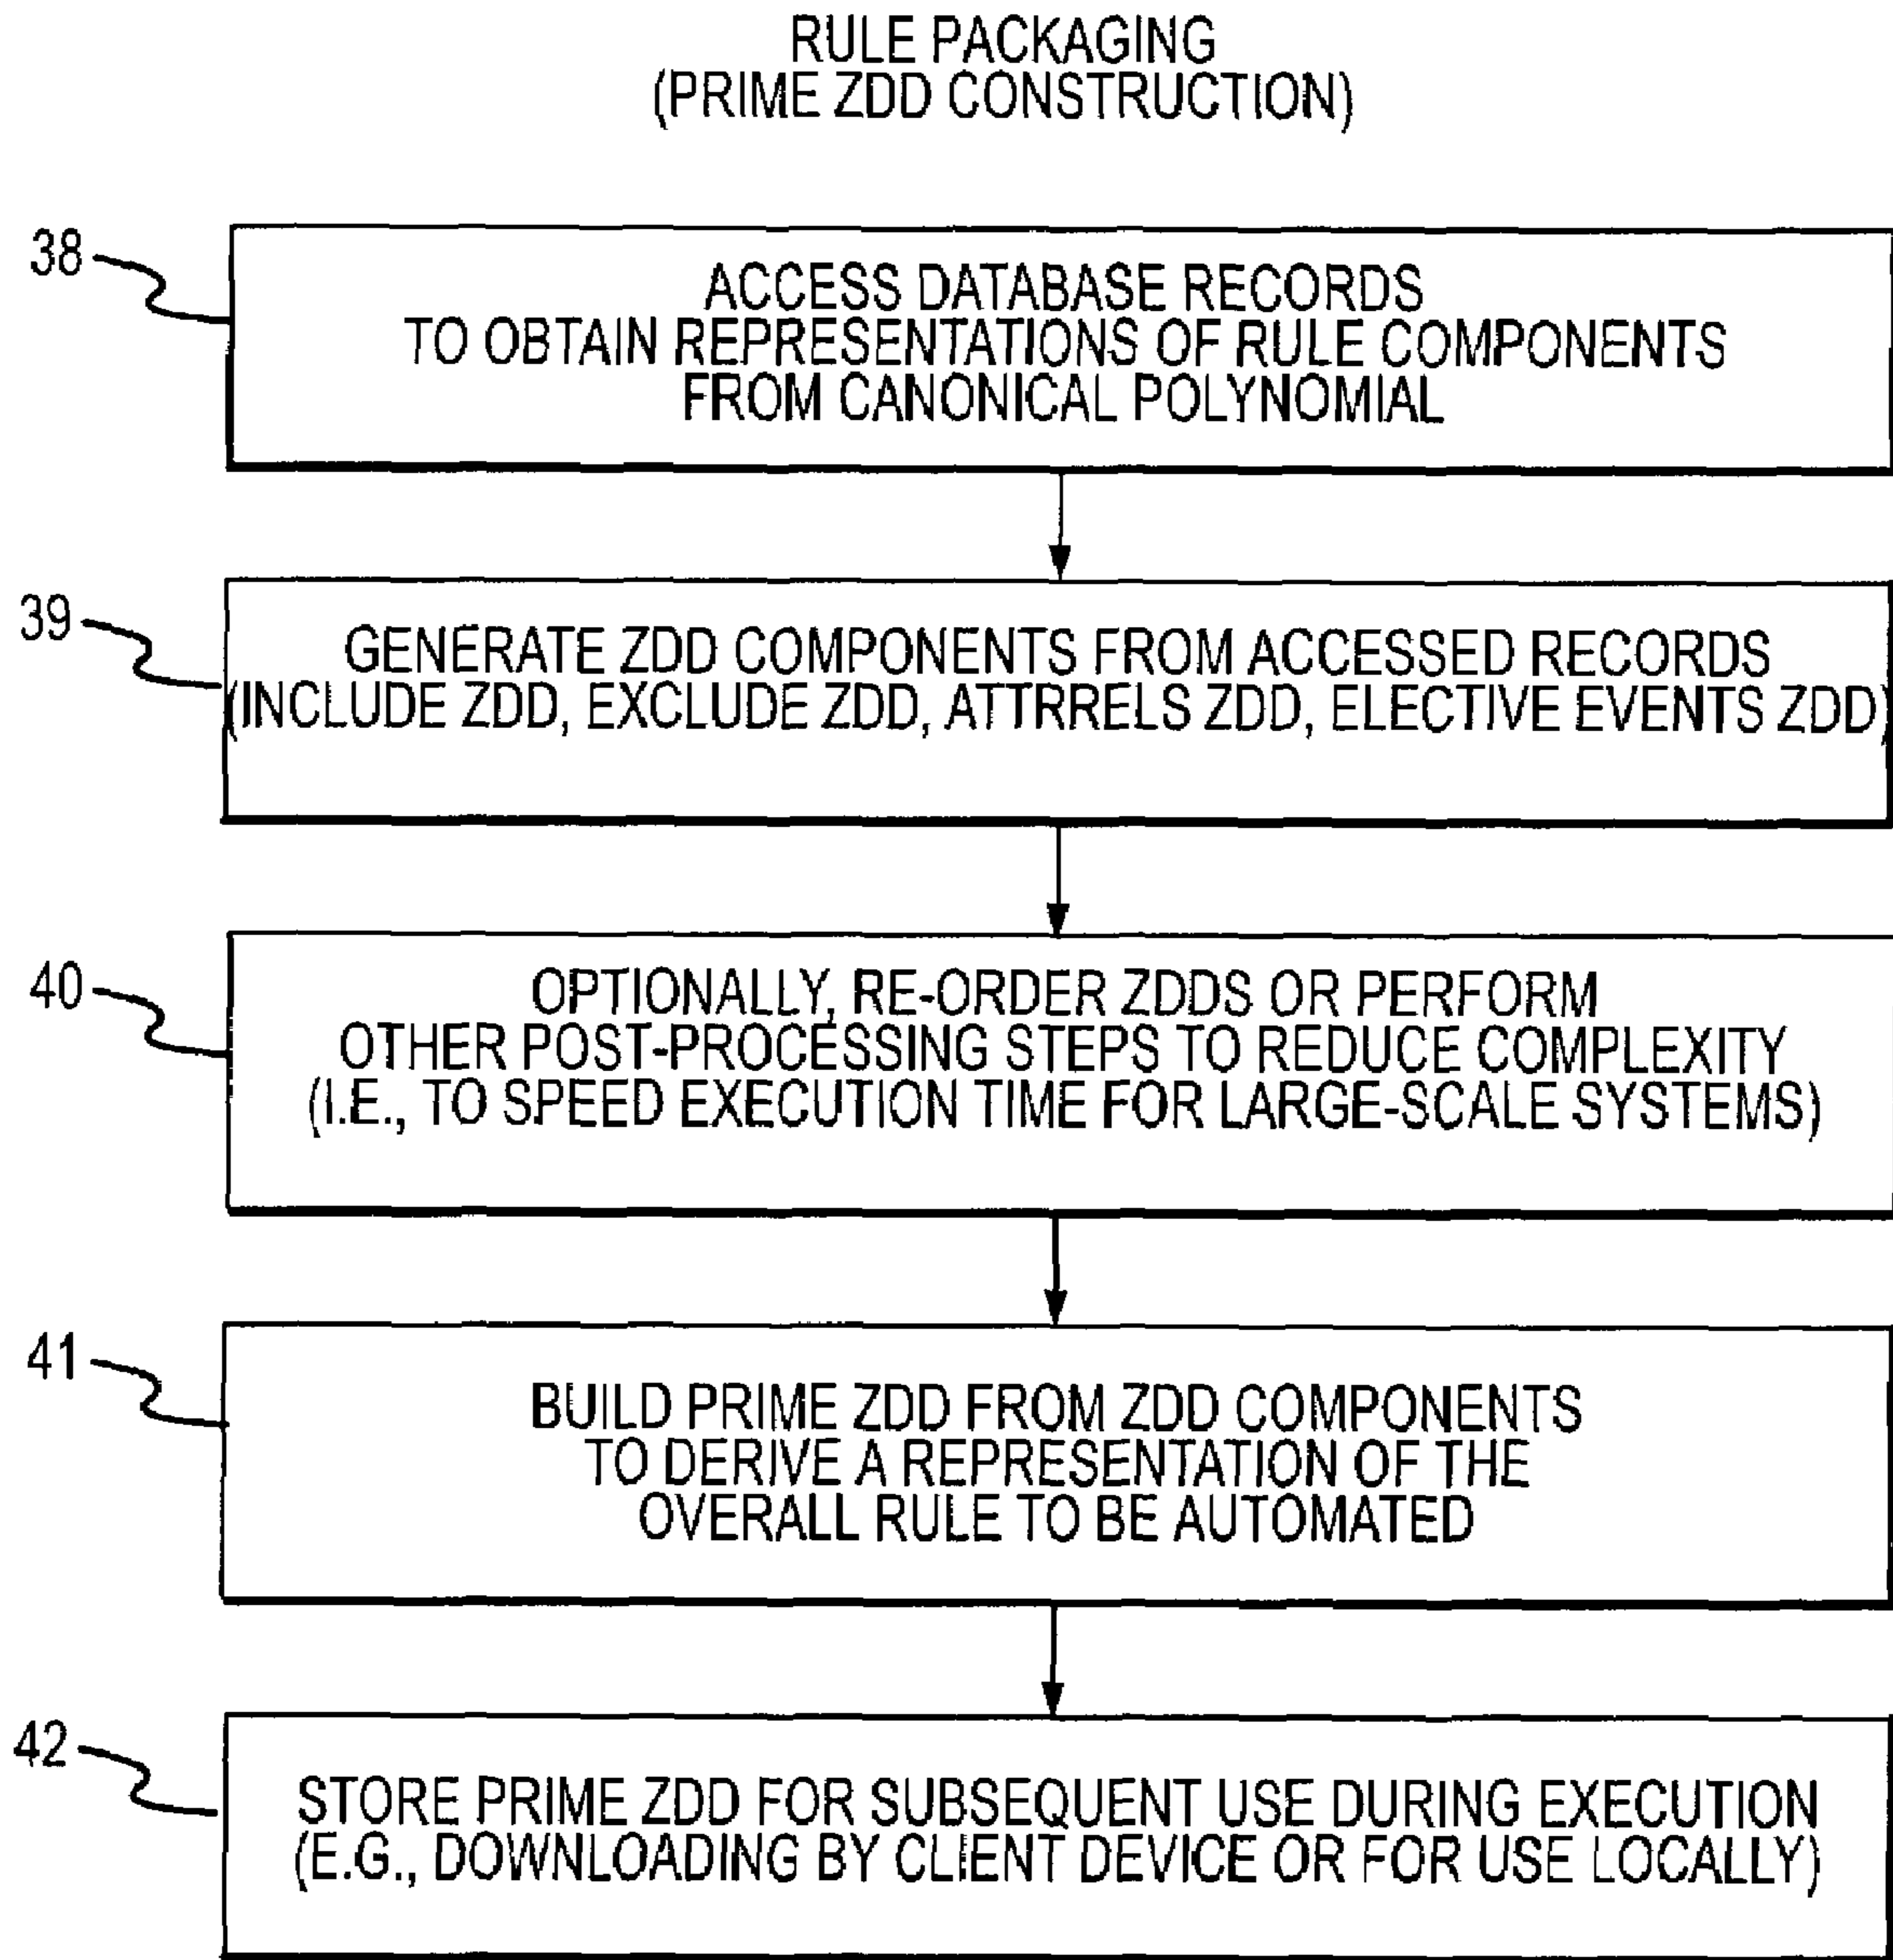 RULE PACKAGING
(PRIME ZDD CONSTRUCTION)
38
ACCESS DATABASE RECORDS
TO OBTAIN REPRESENTATIONS OF RULE COMPONENTS
FROM CANONICAL POLYNOMIAL
39
GENERATE ZDD COMPONENTS FROM ACCESSED RECORDS
(INCLUDE ZDD, EXCLUDE ZDD, ATTRRELS ZDD, ELECTIVE EVENTS ZDD)
40
OPTIONALLY, RE-ORDER ZDDS OR PERFORM
OTHER POST-PROCESSING STEPS TO REDUCE COMPLEXITY
(I.E., TO SPEED EXECUTION TIME FOR LARGE-SCALE SYSTEMS)
41
BUILD PRIME ZDD FROM ZDD COMPONENTS
TO DERIVE A REPRESENTATION OF THE
OVERALL RULE TO BE AUTOMATED
42
STORE PRIME ZDD FOR SUBSEQUENT USE DURING EXECUTION
(E.G., DOWNLOADING BY CLIENT DEVICE OR FOR USE LOCALLY)